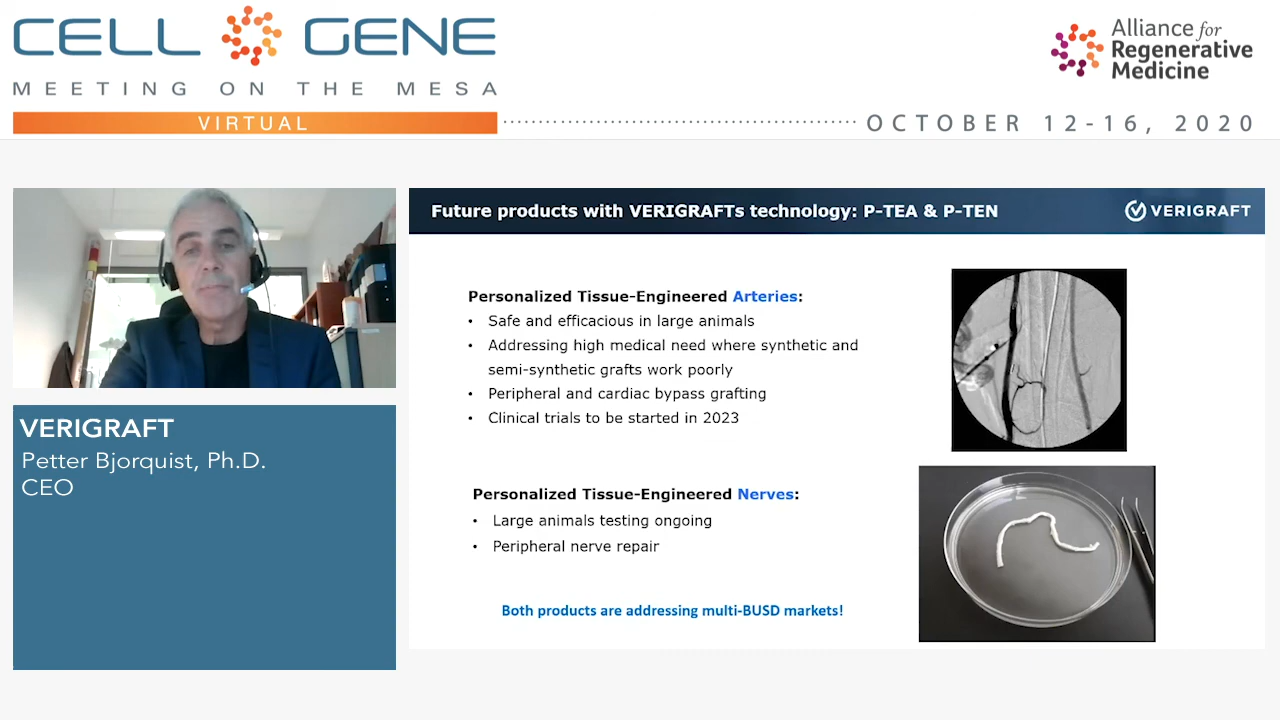 CELL GENE
MEETING ON THE MESA
VIRTUAL
Alliance for
Regenerative
Medicine
OCTOBER 12-16, 2020
Future products with VERIGRAFTs technology: P-TEA & P-TEN
VERIGRAFT
Personalized Tissue-Engineered Arteries:
• Safe and efficacious in large animals
• Addressing high medical need where synthetic and
semi-synthetic grafts work poorly
• Peripheral and cardiac bypass grafting
• Clinical trials to be started in 2023
Personalized Tissue-Engineered Nerves:
• Large animals testing ongoing
• Peripheral nerve repair
Both products are addressing multi-BUSD markets!
VERIGRAFT
Petter Bjorquist, Ph.D.
CEO